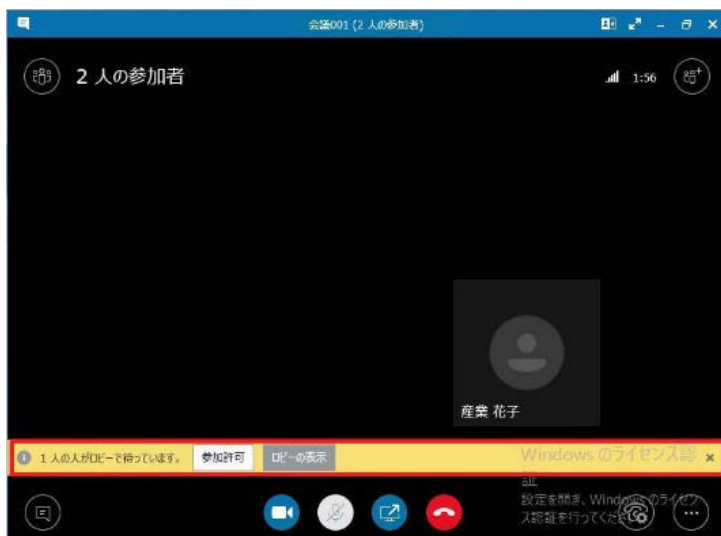 会議001 (2 人の参加者)
2 人の参加者
1:56
産業 花子
1 人の人がロビーで待っています。 参加許可 ロビーの表示
Windows のライセンス認
証
設定を開き、Windows のライセン
ス認証を行ってください